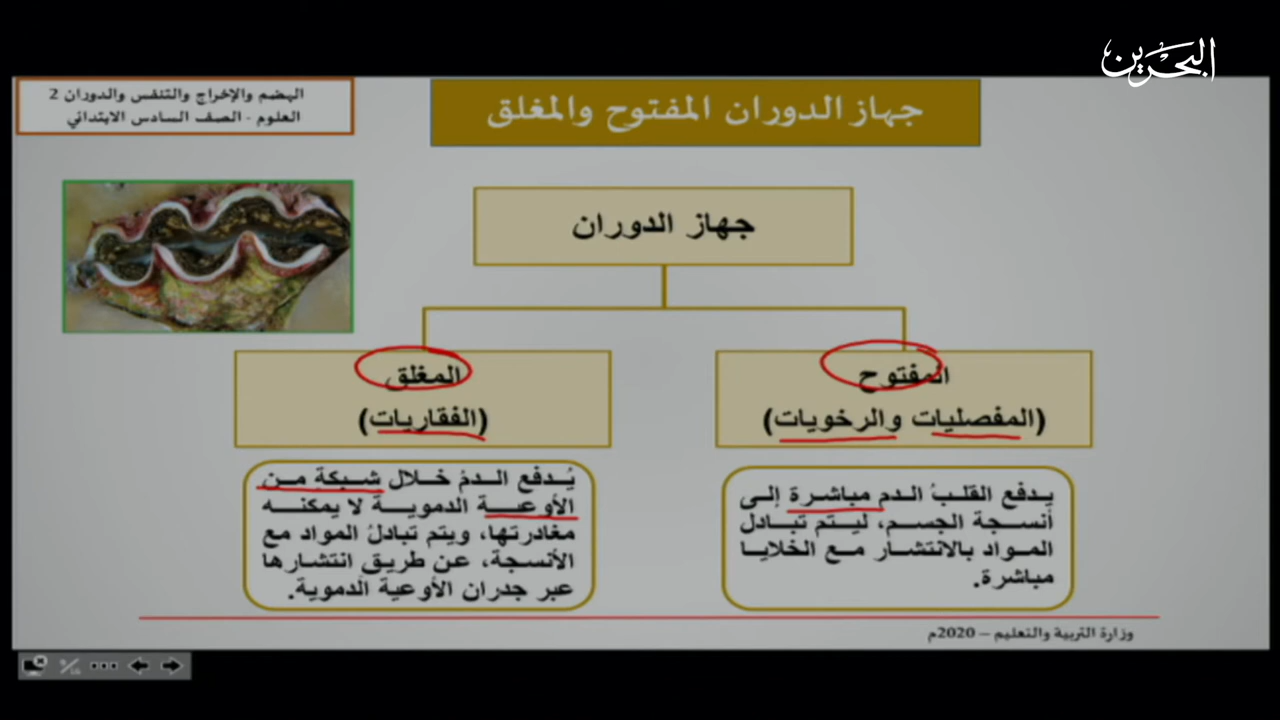 البحرين
الهضم والإخراج والتنفس والدوران 2
العلوم - الصف السادس الابتدائي
جهاز الدوران المفتوح والمغلق
جهاز الدوران
المفتوح
(المفصليات والرخويات)
المغلق
(الفقاريات)
يدفع القلبُ الدم مباشرة إلى
أنسجة الجسم، ليتم تبادل
المواد بالانتشار مع الخلايا
مباشرة.
يُدفع الدمُ خلال شبكة من
الأوعية الدموية لا يمكنه
مغادرتها، ويتم تبادلُ المواد مع
الأنسجة، عن طريق انتشارها
عبر جدران الأوعية الدموية.
وزارة التربية والتعليم – 2020م